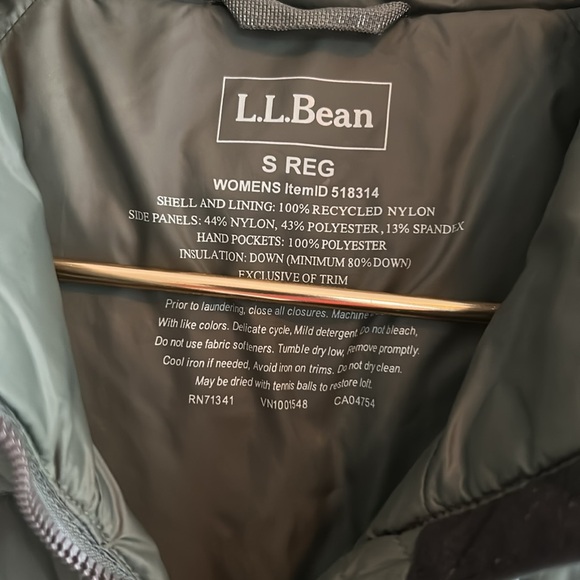 L.L.Bean
S REG
WOMENS ItemID 518314
SHELL AND LINING: 100% RECYCLED NYLON
SIDE PANELS: 44% NYLON, 43% POLYESTER, 13% SPANDEX
HAND POCKETS: 100% POLYESTER
INSULATION: DOWN (MINIMUM 80% DOWN)
EXCLUSIVE OF TRIM
Prior to laundering, close all closures. Machine
With like colors. Delicate cycle, Mild detergent. Do not bleach,
Do not use fabric softeners. Tumble dry low, Remove promptly.
Cool iron if needed, Avoid iron on trims. Do not dry clean.
May be dried with tennis balls to restore loft.
RN71341 VN1001548 CA04754